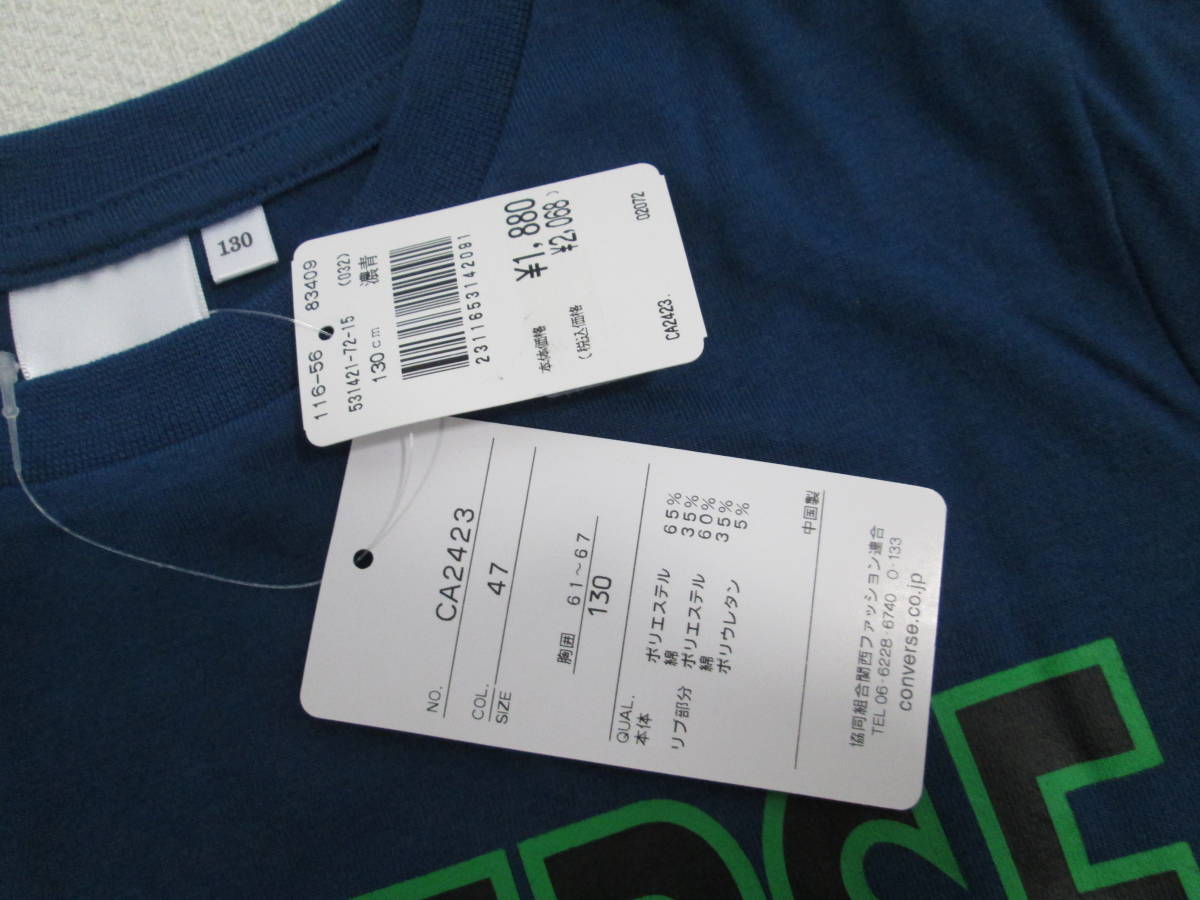 130
116-56 83409
531421-72-15 (032)
130cm 濃青
2311653142091
本体価格 ¥1,880
(税込価格 ¥2,068)
CA2423. 02072
NO. CA2423
COL. 47
SIZE
胸囲 61~67
130
QUAL.
本体 ポリエステル 65%
綿 35%
リブ部分 ポリエステル 60%
綿 35%
ポリウレタン 5%
中国製
協同組合関西ファッション連合
TEL 06-6228-6740 O-133
converse.co.jp
RSE